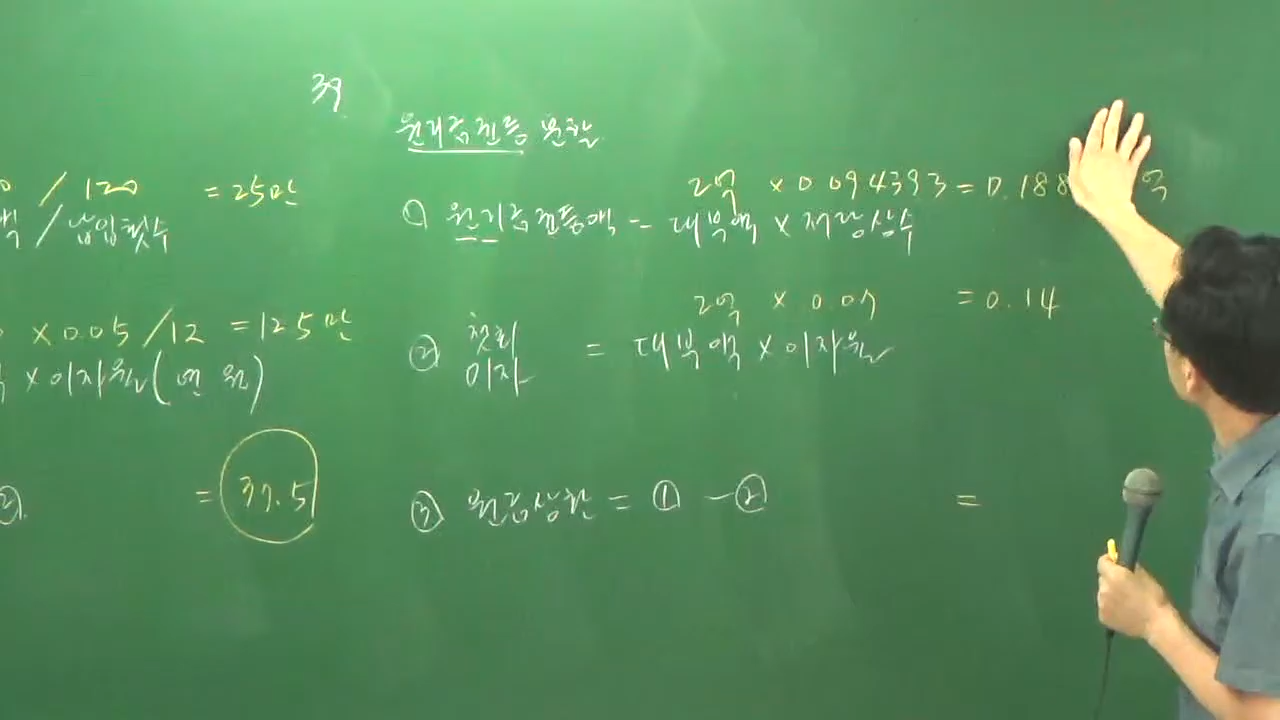 39.
원리금균등 분할
/ 120 = 25만
/ 납입횟수
2억 × 0.094393 = 0.188 억
① 원리금균등액 = 대부액 × 저당상수
× 0.05 / 12 = 12.5만
× 이자율 (연 월)
2억 × 0.07 = 0.14
② 첫회 이자 = 대부액 × 이자율
②. = 37.5
③ 원금상환 = ① - ② =